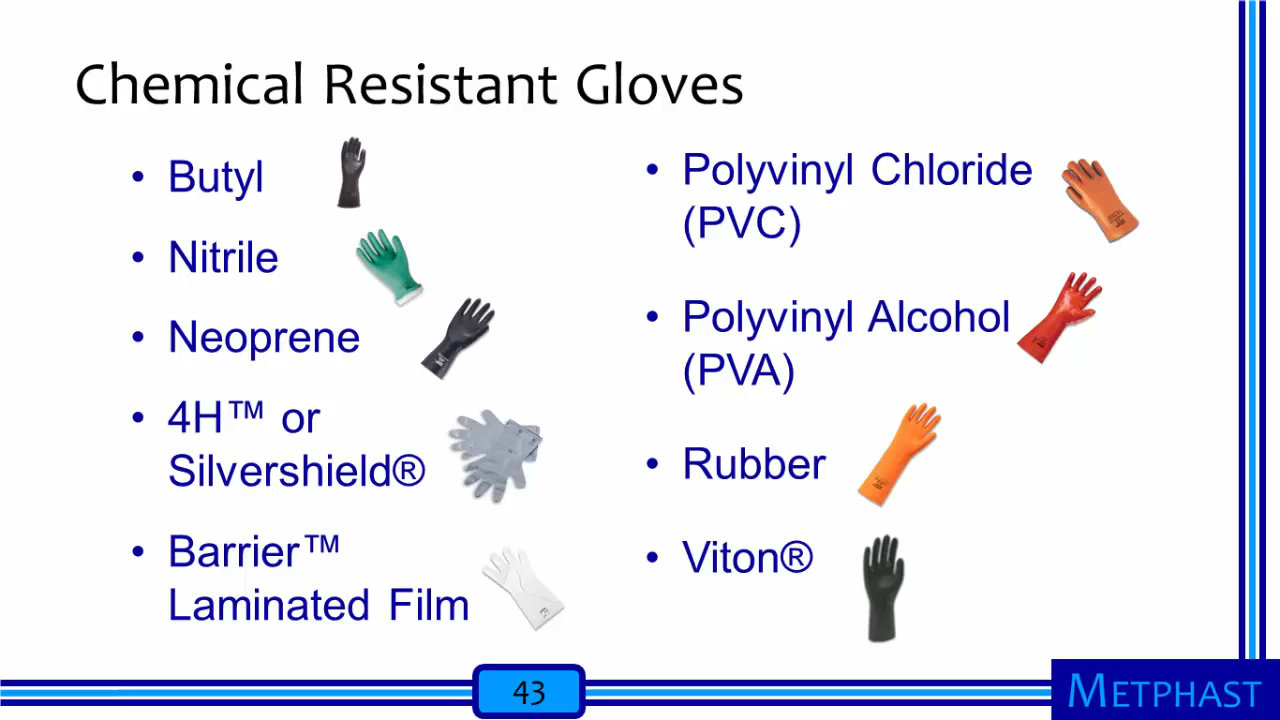 Chemical Resistant Gloves
• Butyl
• Nitrile
• Neoprene
• 4H™ or
Silvershield®
• Barrier™
Laminated Film
• Polyvinyl Chloride
(PVC)
• Polyvinyl Alcohol
(PVA)
• Rubber
• Viton®
43
METPHAST